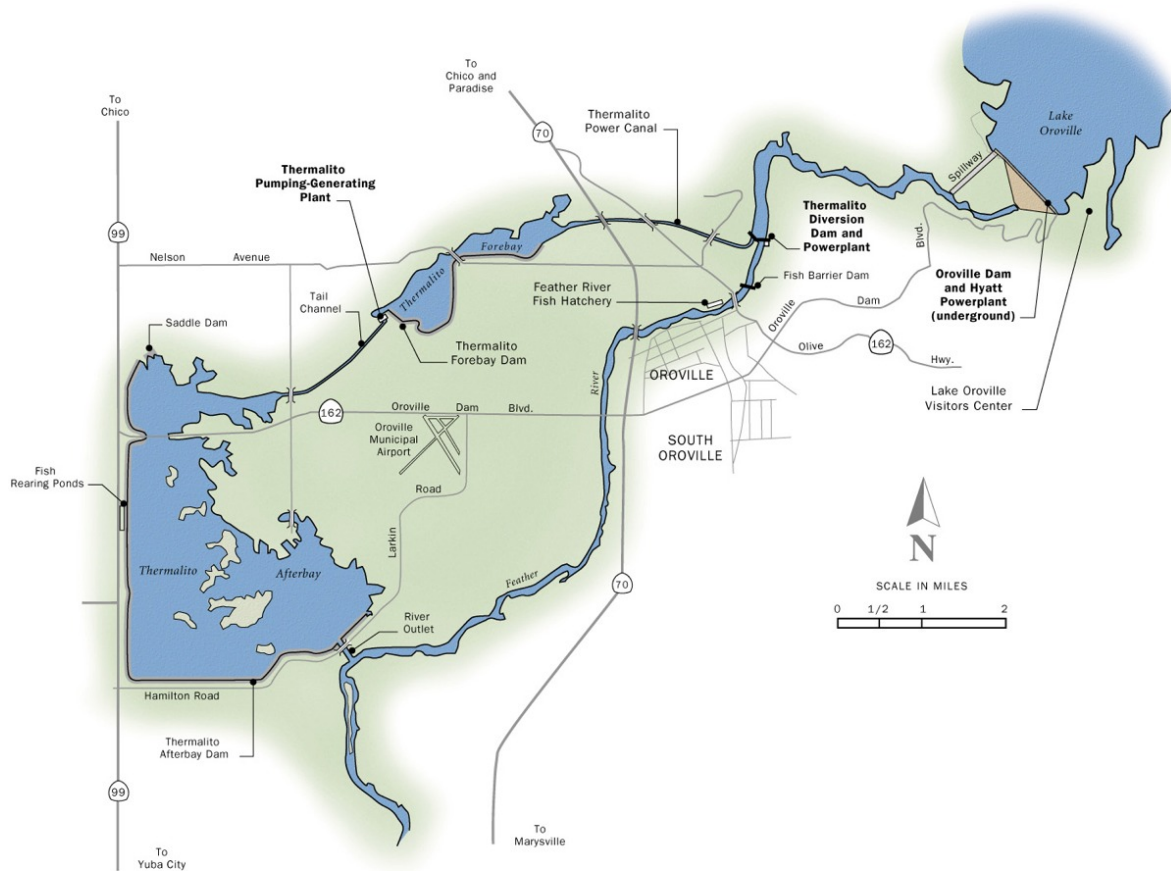 To
Chico and
Paradise
To
Chico
70
Thermalito
Power Canal
Lake
Oroville
Spillway
Thermalito
Pumping-Generating
Plant
Thermalito
Diversion
Dam and
Powerplant
99
Nelson Avenue
Forebay
Thermalito
Blvd.
Fish Barrier Dam
Oroville Dam
and Hyatt
Powerplant
(underground)
Feather River
Fish Hatchery
Tail
Channel
Oroville
Dam
Saddle Dam
Thermalito
Forebay Dam
Olive
162
Hwy.
OROVILLE
River
Lake Oroville
Visitors Center
162
Oroville Dam Blvd.
Oroville
Municipal
Airport
SOUTH
OROVILLE
Fish
Rearing Ponds
Road
Larkin
N
Thermalito
Afterbay
Feather
70
SCALE IN MILES
0 1/2 1 2
River
Outlet
Hamilton Road
Thermalito
Afterbay Dam
99
To
Marysville
To
Yuba City